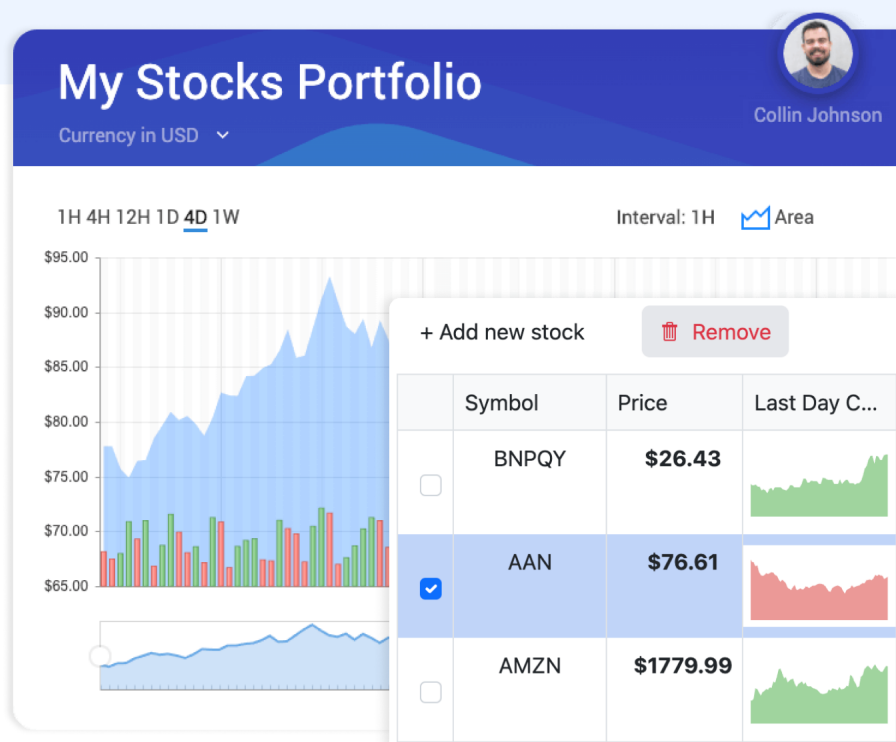 My Stocks Portfolio
Currency in USD
Collin Johnson
1H 4H 12H 1D 4D 1W
Interval: 1H
Area
$95.00
$90.00
$85.00
$80.00
$75.00
$70.00
$65.00
+ Add new stock
Remove
Symbol Price Last Day C...
BNPQY $26.43
AAN $76.61
AMZN $1779.99